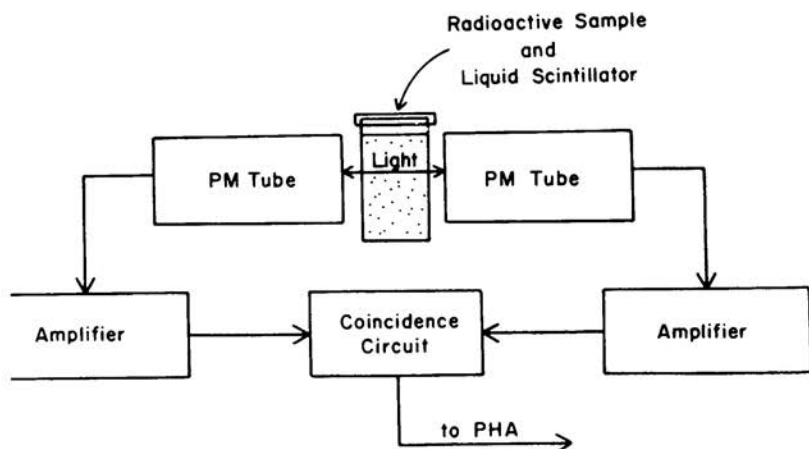 Radioactive Sample
and
Liquid Scintillator
Light
PM Tube
PM Tube
Amplifier
Coincidence
Circuit
Amplifier
to PHA